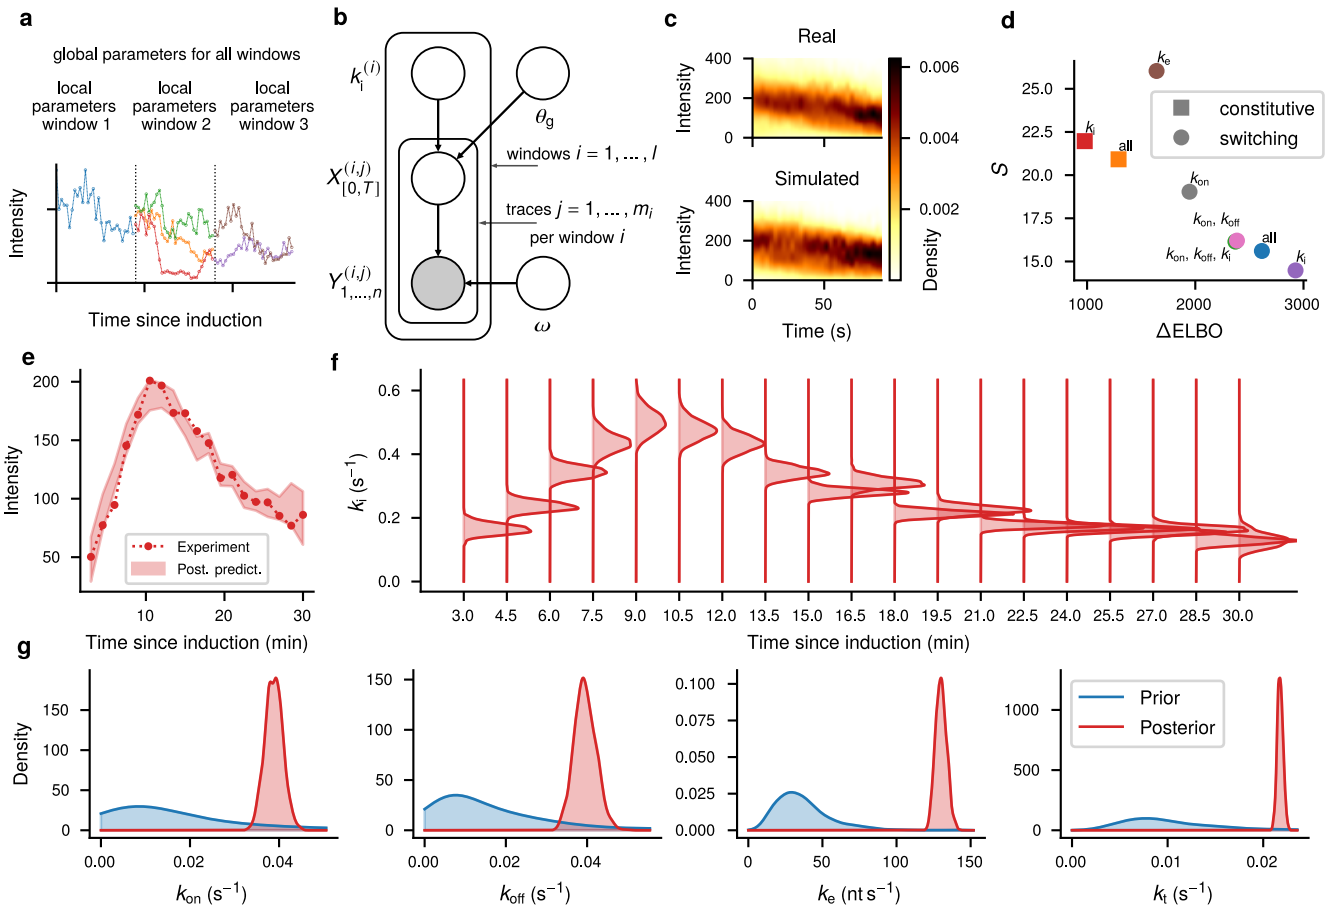 a
global parameters for all windows
local parameters window 1
local parameters window 2
local parameters window 3
Intensity
Time since induction
b
k_i^(i)
θ_g
X_[0,T]^(i,j)
windows i = 1, ..., I
traces j = 1, ..., m_i
per window i
Y_1,...,n^(i,j)
ω
c
Real
400
200
0
Intensity
Simulated
400
200
0
Intensity
50
Time (s)
0.006
0.004
0.002
Density
d
25.0
22.5
20.0
17.5
15.0
S
k_e
constitutive
switching
k_i
all
k_on
k_on, k_off
k_on, k_off, k_i
all
k_i
1000
2000
3000
ΔELBO
e
200
150
100
50
Intensity
Experiment
Post. predict.
10
20
30
Time since induction (min)
f
0.6
0.4
0.2
0.0
k_i (s⁻¹)
3.0 4.5 6.0 7.5 9.0 10.5 12.0 13.5 15.0 16.5 18.0 19.5 21.0 22.5 24.0 25.5 27.0 28.5 30.0
Time since induction (min)
g
Density
150
100
50
0
0.00 0.02 0.04
k_on (s⁻¹)
150
100
50
0
0.00 0.02 0.04
k_off (s⁻¹)
0.100
0.075
0.050
0.025
0.000
0 50 100 150
k_e (nt s⁻¹)
Prior
Posterior
1000
500
0
0.00 0.02
k_t (s⁻¹)